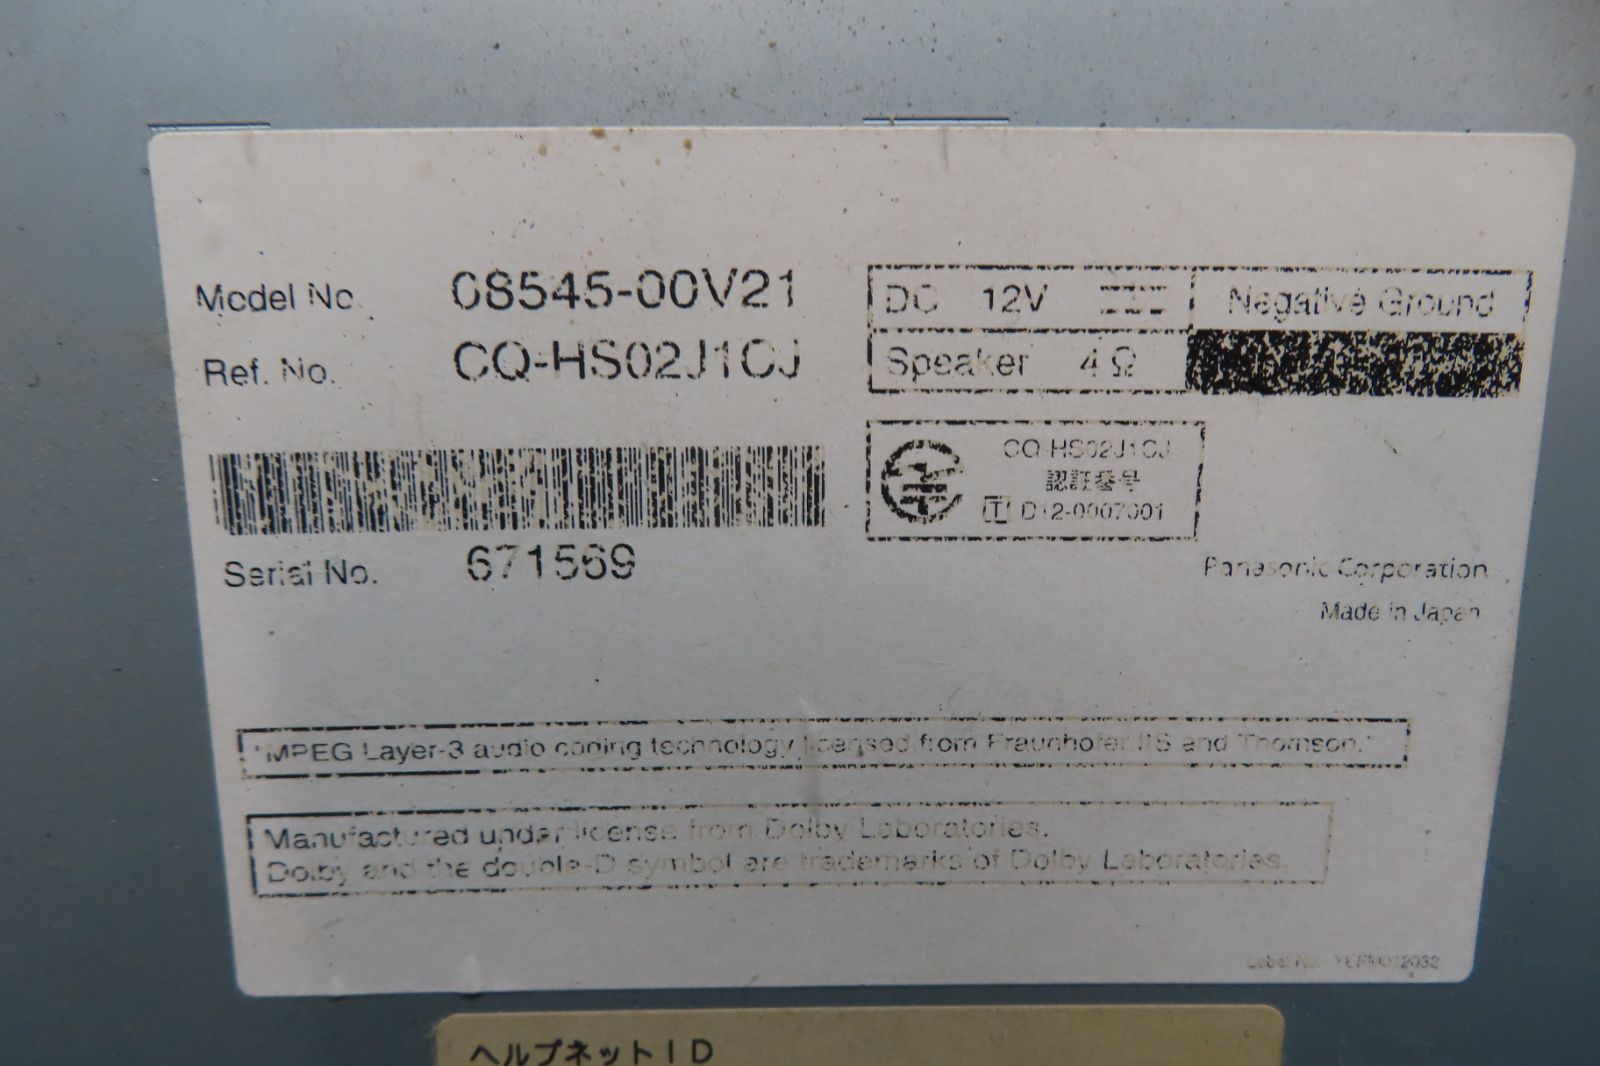 Model No. 08545-00V21
Ref. No. CQ-HS02J1CJ
Serial No. 671569
DC 12V Negative Ground
Speaker 4Ω
CQ-HS02J1CJ
認証番号
T D12-0007001
Panasonic Corporation
Made in Japan
"MPEG Layer-3 audio coding technology licensed from Fraunhofer IIS and Thomson."
Manufactured under license from Dolby Laboratories.
Dolby and the double-D symbol are trademarks of Dolby Laboratories.
Label No.
ヘルプネットID